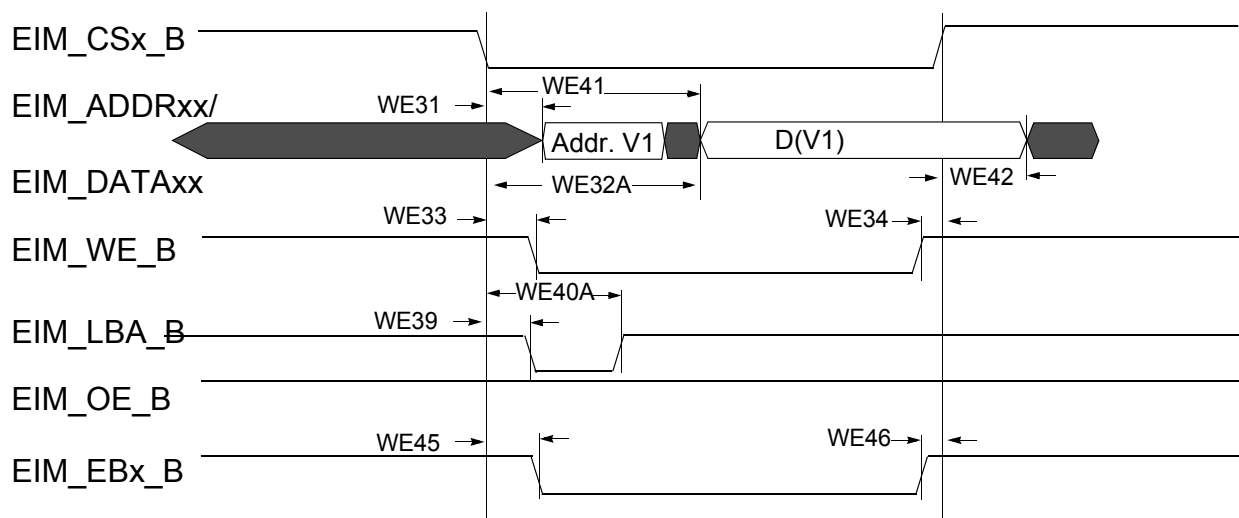 EIM_CSx_B
WE41
EIM_ADDRxx/
WE31
Addr. V1
D(V1)
EIM_DATAxx
WE32A
WE42
WE33
WE34
EIM_WE_B
WE40A
WE39
EIM_LBA_B
EIM_OE_B
WE45
WE46
EIM_EBx_B